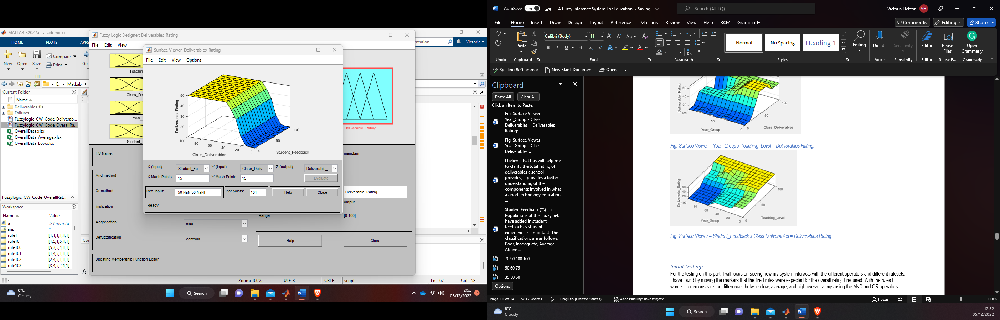 MATLAB R2022a - academic use
HOME
PLOTS
APPS
New
Open
Save
Compare
Print
Go
FILE
E:
MatLab
Current Folder
Name
Deliverables_fis
Failures
Fuzzylogic_CW_Code_Deliverab...
Fuzzylogic_CW_Code_OverallRa...
OverallData.xlsx
OverallData_Average.xlsx
OverallData_Low.xlsx
Fuzzylogic_CW_Code_OverallRat...
Workspace
Name
Value
a
1x1 mamfis
ans
''
rule1
[1,1,1,1,1,1]
rule10
[1,5,1,5,1,1]
rule100
[5,3,5,4,1,1]
rule101
[1,4,5,1,1,1]
rule102
[2,4,5,1,1,1]
rule103
[3,4,5,2,1,1]
Fuzzy Logic Designer: Deliverables_Rating
File
Edit
View
Teaching
Class_De
Year_
Student_F
Deliverable_Rating
FIS Name:
mamdani
And method
Or method
Implication
Aggregation
max
Defuzzification
centroid
Deliverable_Rating
output
Range
[0 100]
Help
Close
Updating Membership Function Editor
Surface Viewer: Deliverables_Rating
File
Edit
View
Options
Deliverable_Rating
50
40
30
20
100
80
60
40
20
0
0
50
100
Class_Deliverables
Student_Feedback
X (input):
Student_Fe...
Y (input):
Class_Deliv...
Z (output):
Deliverable_...
X Mesh Points:
15
Y Mesh Points:
15
Evaluate
Ref. Input:
[50 NaN 50 NaN]
Plot points:
101
Help
Close
Ready
entation
Victoria
Co
fx
Zoom: 100%
UTF-8
CRLF
script
Ln 67
Col 58
8°C
Cloudy
Search
12:52
05/12/2022
2
AutoSave
On
A Fuzzy Inference System For Education • Saving...
Search (Alt+Q)
Victoria Hektor
VH
File
Home
Insert
Draw
Design
Layout
References
Mailings
Review
View
Help
RCM
Grammarly
Comments
Editing
Share
Undo
Paste
Clipboard
Calibri (Body)
11
Font
Paragraph
Normal
No Spacing
Heading 1
Styles
Editing
Dictate
Voice
Sensitivity
Sensitivity
Editor
Editor
Reuse
Files
Reuse F...
Open
Grammarly
Grammarly
Spelling & Grammar
New Blank Document
Open
Clipboard
Paste All
Clear All
Click an Item to Paste:
Fig: Surface Viewer –
Year_Group x Class
Deliverables = Deliverables
Rating:
Fig: Surface Viewer –
Year_Group x Class
Deliverables =
I believe that this will help me
to clarify the total rating of
deliverables a school
provides, it provides a better
understanding of the
components involved in what
a good technology education
...
Student Feedback (%) – 5
Populations of this Fuzzy Set: I
have added in student
feedback as student
experience is important. The
classifications are as follows;
Poor, Inadequate, Average,
Above ...
70 90 100 100
50 60 75
35 50 60
Options
Deliverable_Rating
60
40
20
100
50
0
0
50
100
Year_Group
Class_Deliverables
Fig: Surface Viewer – Year_Group x Teaching_Level = Deliverables Rating:
Deliverable_Rating
60
40
20
100
80
60
40
20
0
0
50
100
Year_Group
Teaching_Level
Fig: Surface Viewer – Student_Feedback x Class Deliverables = Deliverables Rating:
Initial Testing:
For the testing on this part, I will focus on seeing how my system interacts with the different operators and different rulesets.
I have found by moving the markers that the fired rules were expected for the overall rating I required. With the rules I
wanted to demonstrate the differences between low, average, and high overall ratings using the AND and OR operators.
Page 11 of 14
5817 words
English (United States)
Accessibility: Investigate
Focus
110%
8°C
Cloudy
Search
12:52
05/12/2022